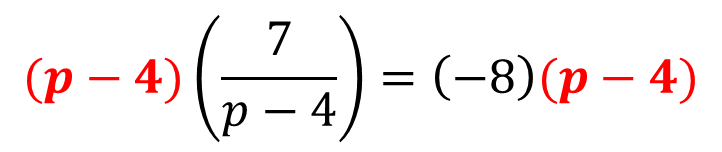 (p − 4)(7/(p − 4)) = (−8)(p − 4)